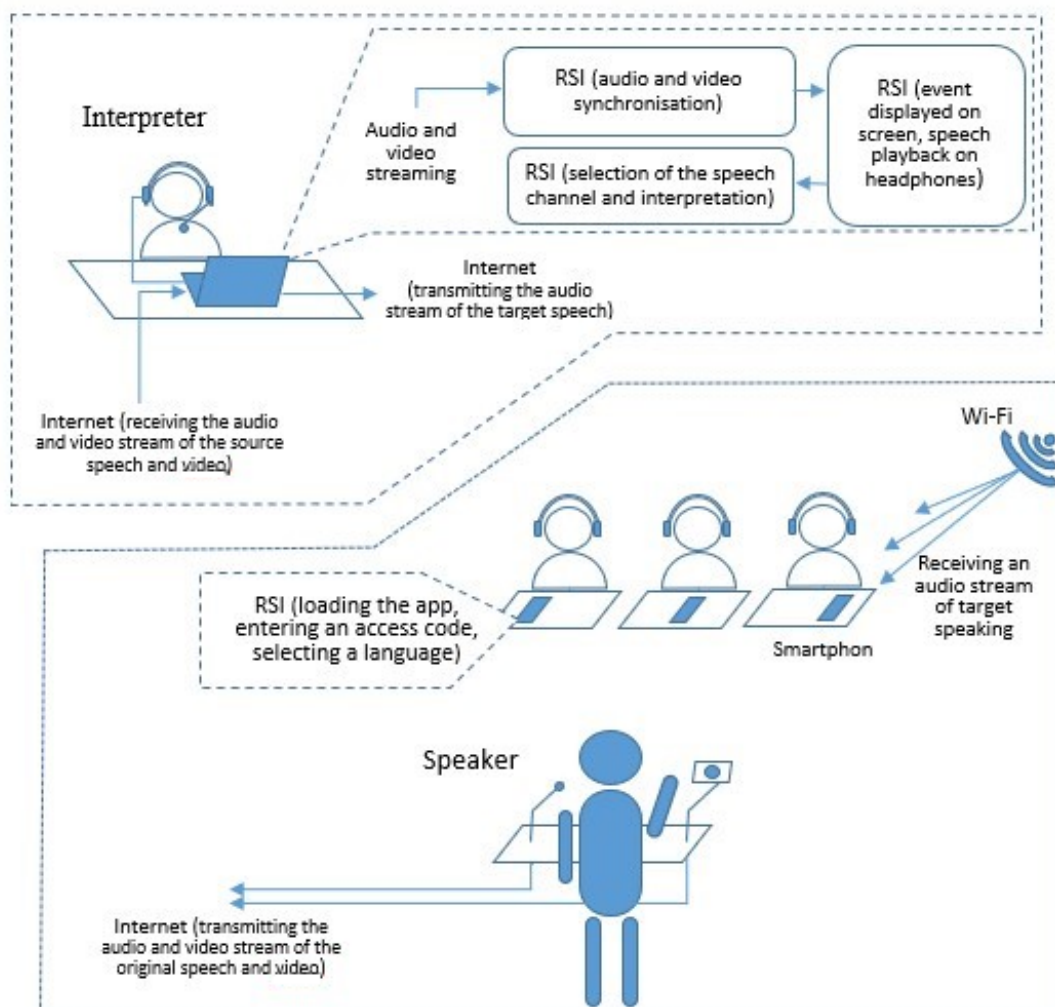 Interpreter
Audio and
video
streaming
RSI (audio and video
synchronisation)
RSI (event
displayed on
screen, speech
playback on
headphones)
RSI (selection of the speech
channel and interpretation)
Internet
(transmitting the audio
stream of the target speech)
Internet (receiving the audio
and video stream of the source
speech and video)
Wi-Fi
Receiving an
audio stream
of target
speaking
Smartphon
RSI (loading the app,
entering an access code,
selecting a language)
Speaker
Internet (transmitting the
audio and video stream of the
original speech and video)